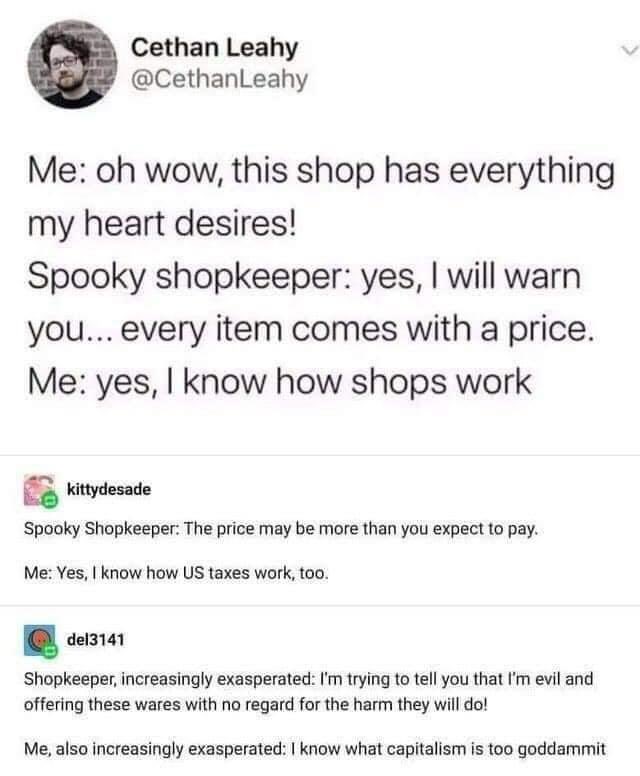 Cethan Leahy
@CethanLeahy
Me: oh wow, this shop has everything
my heart desires!
Spooky shopkeeper: yes, I will warn
you... every item comes with a price.
Me: yes, I know how shops work
kittydesade
Spooky Shopkeeper: The price may be more than you expect to pay.
Me: Yes, I know how US taxes work, too.
del3141
Shopkeeper, increasingly exasperated: I'm trying to tell you that I'm evil and
offering these wares with no regard for the harm they will do!
Me, also increasingly exasperated: I know what capitalism is too goddammit